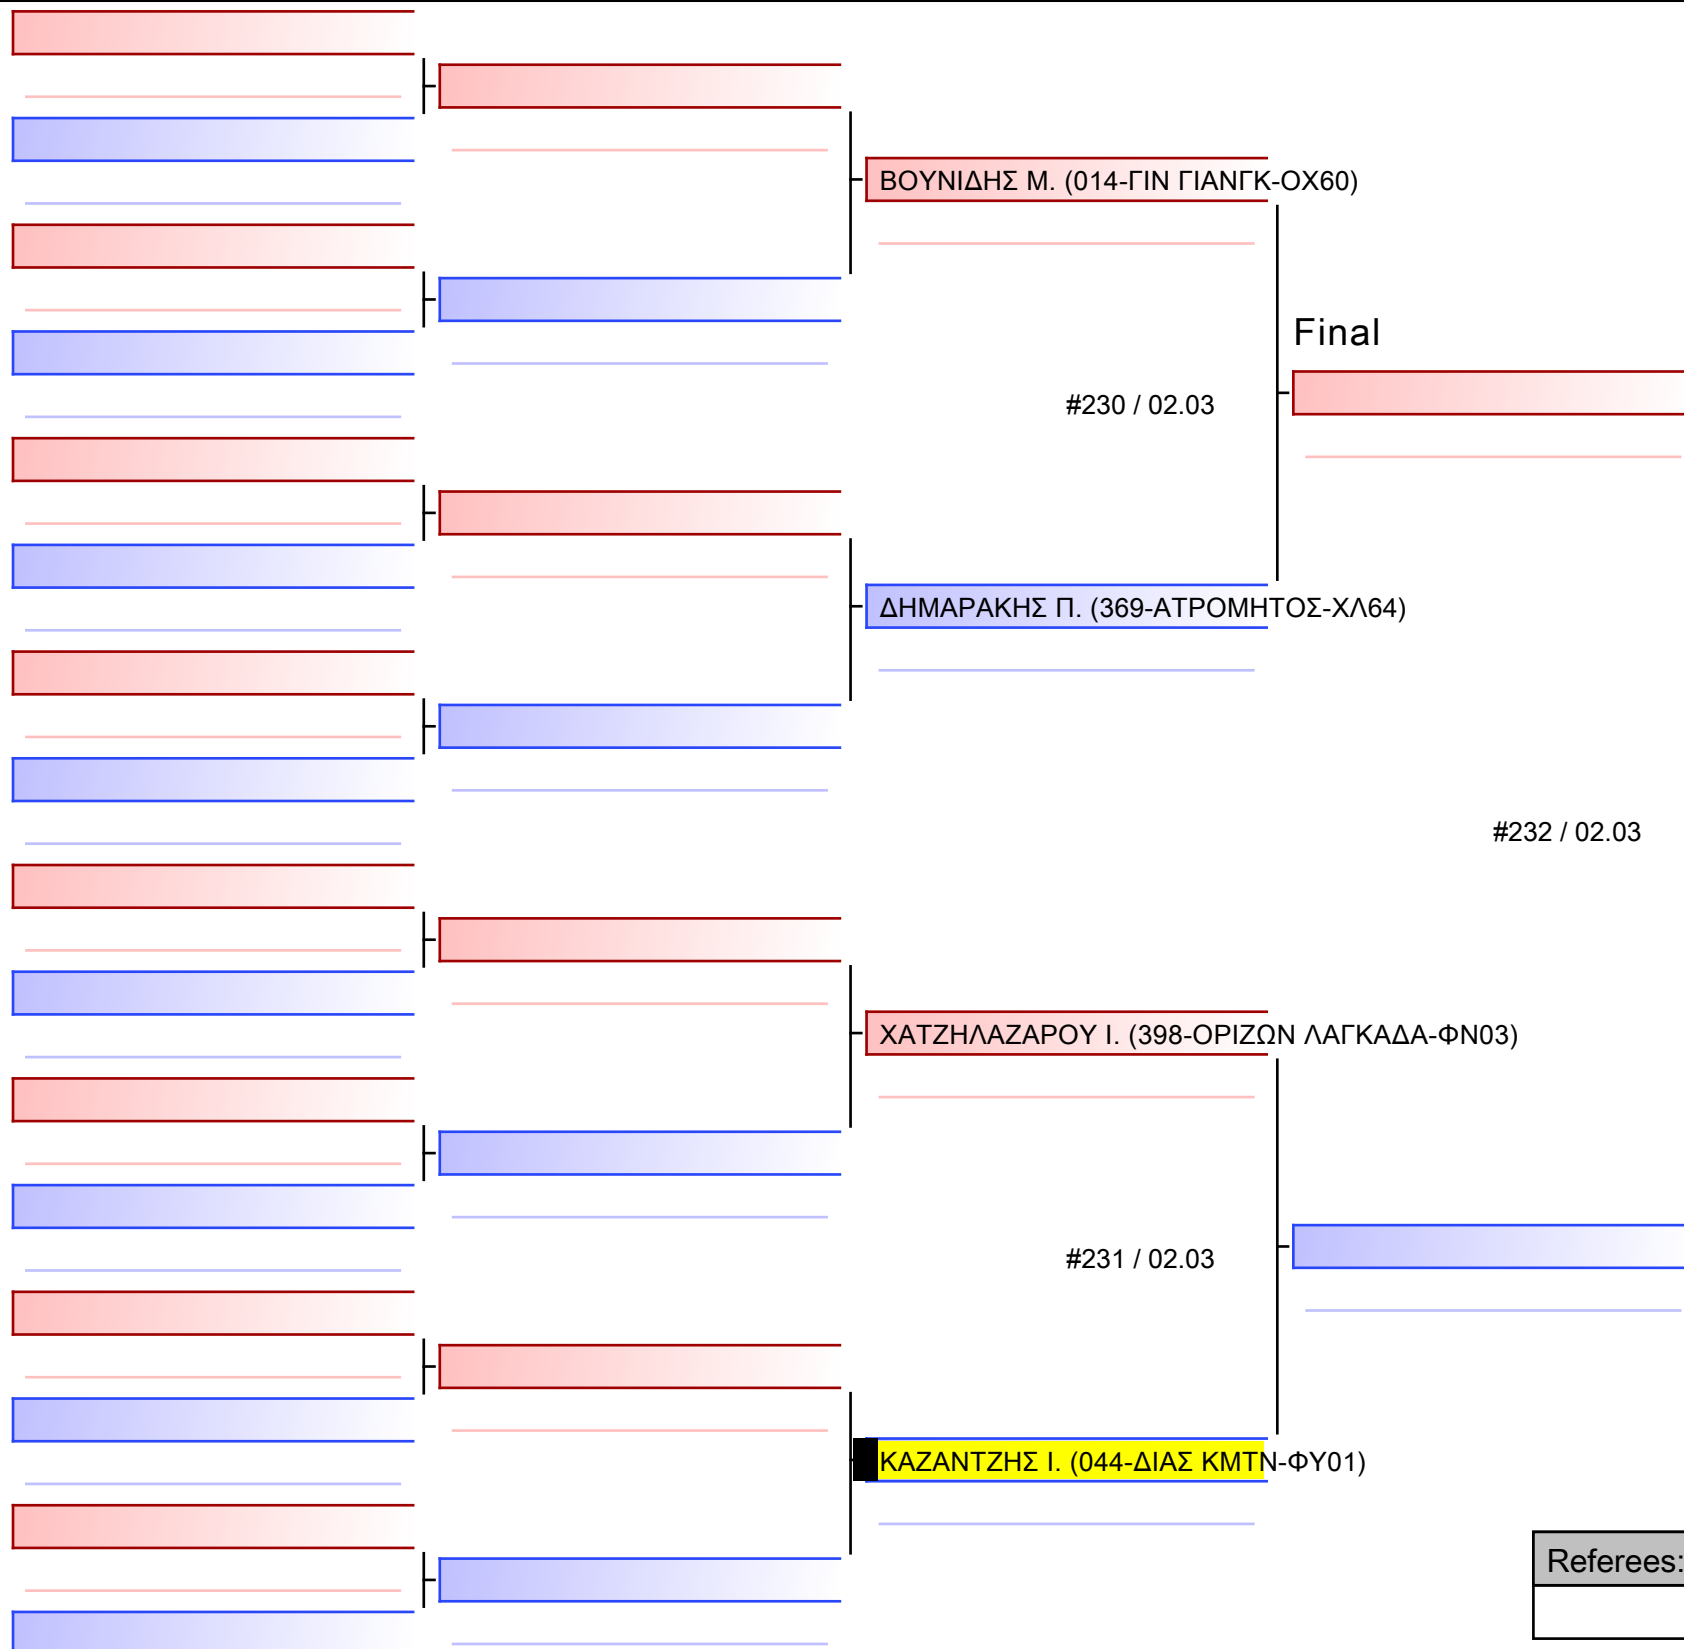 ΒΟΥΝΙΔΗΣ Μ. (014-ΓΙΝ ΓΙΑΝΓΚ-ΟΧ60)
Final
#230 / 02.03
ΔΗΜΑΡΑΚΗΣ Π. (369-ΑΤΡΟΜΗΤΟΣ-ΧΛ64)
#232 / 02.03
ΧΑΤΖΗΛΑΖΑΡΟΥ Ι. (398-ΟΡΙΖΩΝ ΛΑΓΚΑΔΑ-ΦΝ03)
#231 / 02.03
ΚΑΖΑΝΤΖΗΣ Ι. (044-ΔΙΑΣ ΚΜΤΝ-ΦΥ01)
Referees: